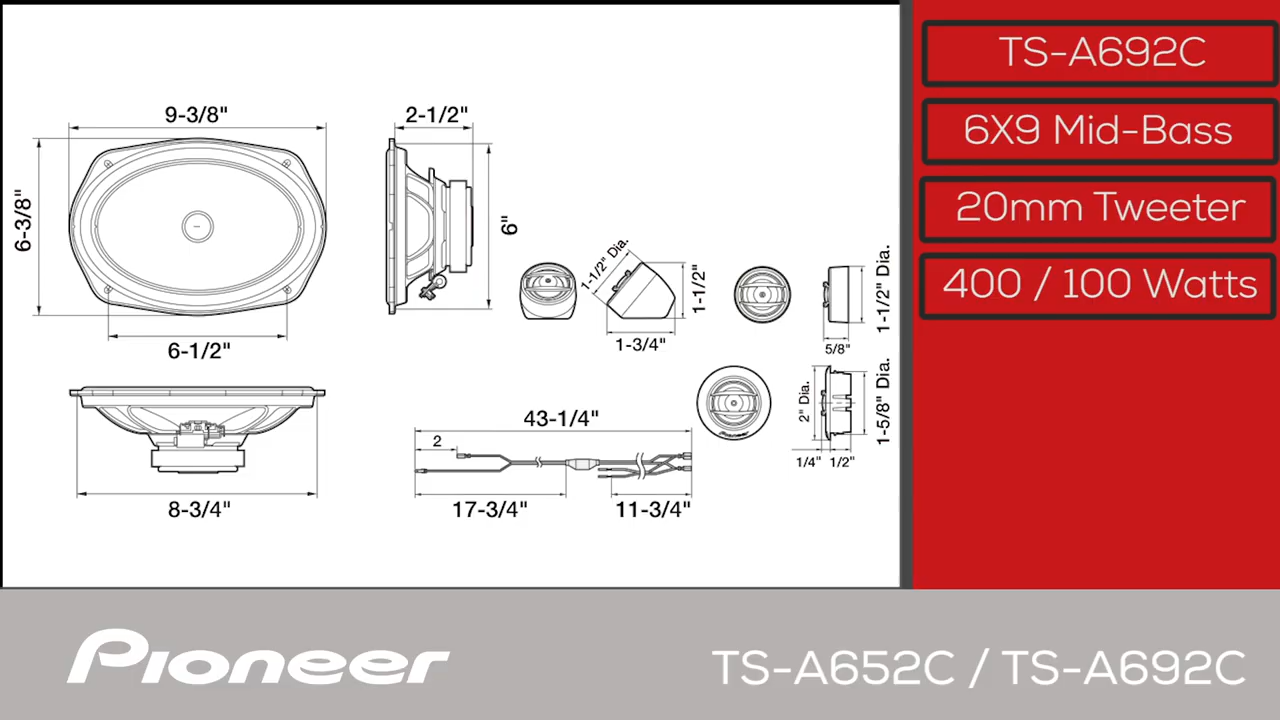 9-3/8"
2-1/2"
6-3/8"
6"
6-1/2"
1-1/2" Dia.
1-1/2"
1-3/4"
1-1/2" Dia.
5/8"
8-3/4"
43-1/4"
2
17-3/4"
11-3/4"
Pioneer
2" Dia.
1-5/8" Dia.
1/4"
1/2"
TS-A692C
6X9 Mid-Bass
20mm Tweeter
400 / 100 Watts
Pioneer
TS-A652C / TS-A692C